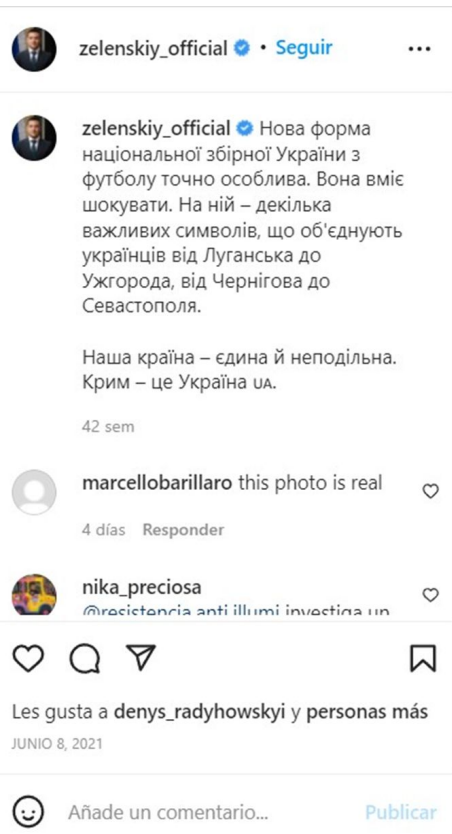 zelenskiy_official • Seguir
zelenskiy_official Нова форма
національної збірної України з
футболу точно особлива. Вона вміє
шокувати. На ній – декілька
важливих символів, що об'єднують
українців від Луганська до
Ужгорода, від Чернігова до
Севастополя.
Наша країна – єдина й неподільна.
Крим – це Україна UA.
42 sem
marcellobarillaro this photo is real
4 días Responder
nika_preciosa
@resistencia.anti.illumi investiga un
Les gusta a denys_radyhowskyi y personas más
JUNIO 8, 2021
Añade un comentario... Publicar